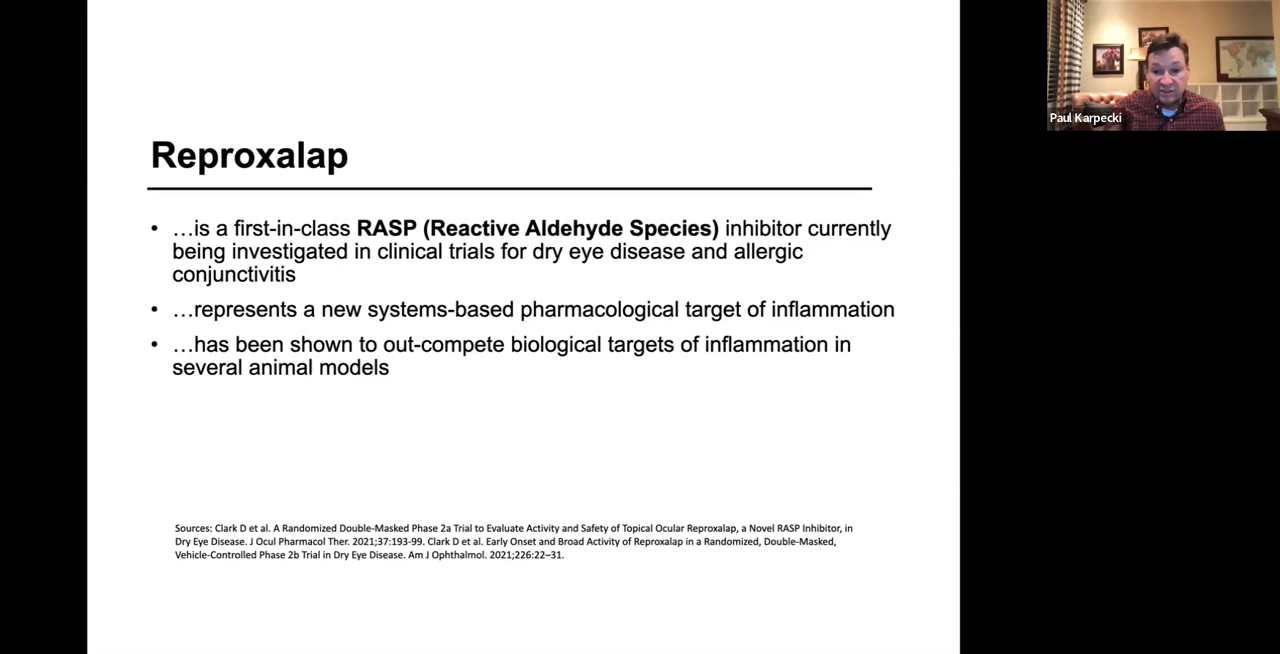 Reproxalap
• …is a first-in-class RASP (Reactive Aldehyde Species) inhibitor currently
being investigated in clinical trials for dry eye disease and allergic
conjunctivitis
• …represents a new systems-based pharmacological target of inflammation
• …has been shown to out-compete biological targets of inflammation in
several animal models
Sources: Clark D et al. A Randomized Double-Masked Phase 2a Trial to Evaluate Activity and Safety of Topical Ocular Reproxalap, a Novel RASP Inhibitor, in
Dry Eye Disease. J Ocul Pharmacol Ther. 2021;37:193-99. Clark D et al. Early Onset and Broad Activity of Reproxalap in a Randomized, Double-Masked,
Vehicle-Controlled Phase 2b Trial in Dry Eye Disease. Am J Ophthalmol. 2021;226:22–31.
Paul Karpecki